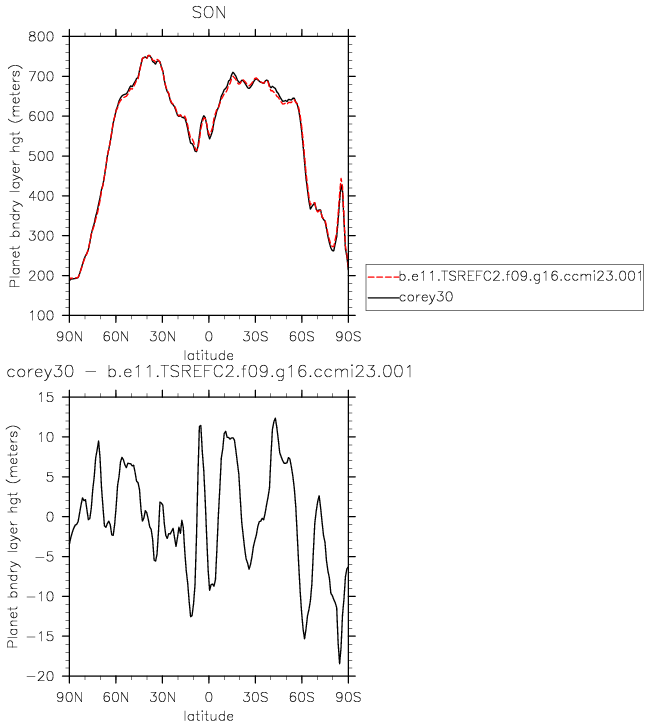 SON
800
700
600
500
400
300
200
100
Planet bndry layer hgt (meters)
90N 60N 30N 0 30S 60S 90S
latitude
b.e11.TSREFC2.f09.g16.ccmi23.001
corey30
corey30 − b.e11.TSREFC2.f09.g16.ccmi23.001
15
10
5
0
−5
−10
−15
−20
Planet bndry layer hgt (meters)
90N 60N 30N 0 30S 60S 90S
latitude